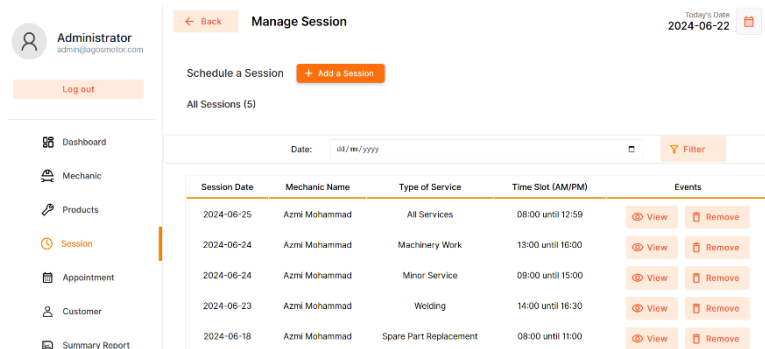 Administrator
admin@agosmotor.com
Log out
Dashboard
Mechanic
Products
Session
Appointment
Customer
Summary Report
Back
Manage Session
Today's Date
2024-06-22
Schedule a Session
+ Add a Session
All Sessions (5)
Date: dd/mm/yyyy Filter
Session Date Mechanic Name Type of Service Time Slot (AM/PM) Events
2024-06-25 Azmi Mohammad All Services 08:00 until 12:59 View Remove
2024-06-24 Azmi Mohammad Machinery Work 13:00 until 16:00 View Remove
2024-06-24 Azmi Mohammad Minor Service 09:00 until 15:00 View Remove
2024-06-23 Azmi Mohammad Welding 14:00 until 16:30 View Remove
2024-06-18 Azmi Mohammad Spare Part Replacement 08:00 until 11:00 View Remove